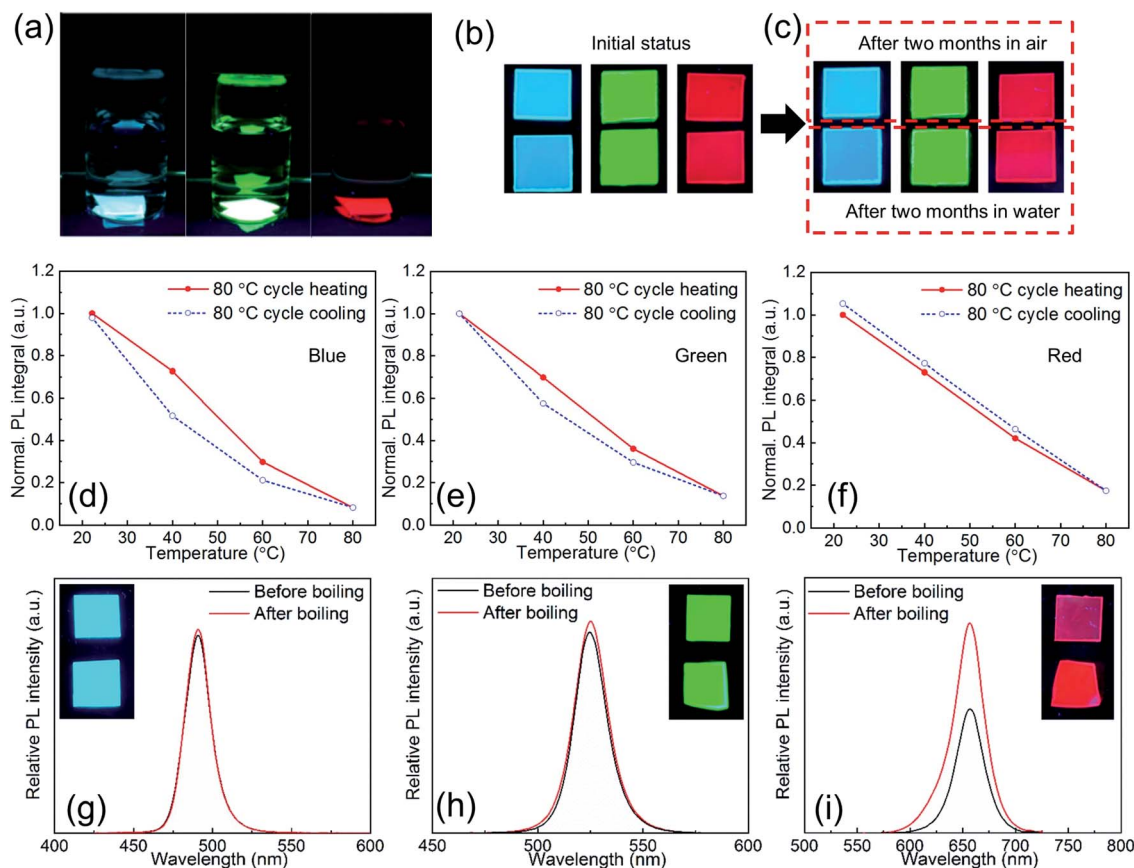 (a)
(b)
Initial status
(c)
After two months in air
After two months in water
1.2
1.0
0.8
0.6
0.4
0.2
0.0
Normal. PL integral (a.u.)
80 °C cycle heating
80 °C cycle cooling
Blue
(d)
20 30 40 50 60 70 80
Temperature (°C)
1.2
1.0
0.8
0.6
0.4
0.2
0.0
Normal. PL integral (a.u.)
80 °C cycle heating
80 °C cycle cooling
Green
(e)
20 30 40 50 60 70 80
Temperature (°C)
1.2
1.0
0.8
0.6
0.4
0.2
0.0
Normal. PL integral (a.u.)
80 °C cycle heating
80 °C cycle cooling
Red
(f)
20 30 40 50 60 70 80
Temperature (°C)
Relative PL intensity (a.u.)
Before boiling
After boiling
(g)
400 450 500 550 600
Wavelength (nm)
Relative PL intensity (a.u.)
Before boiling
After boiling
(h)
450 500 550 600
Wavelength (nm)
Relative PL intensity (a.u.)
Before boiling
After boiling
(i)
500 550 600 650 700 750 800
Wavelength (nm)